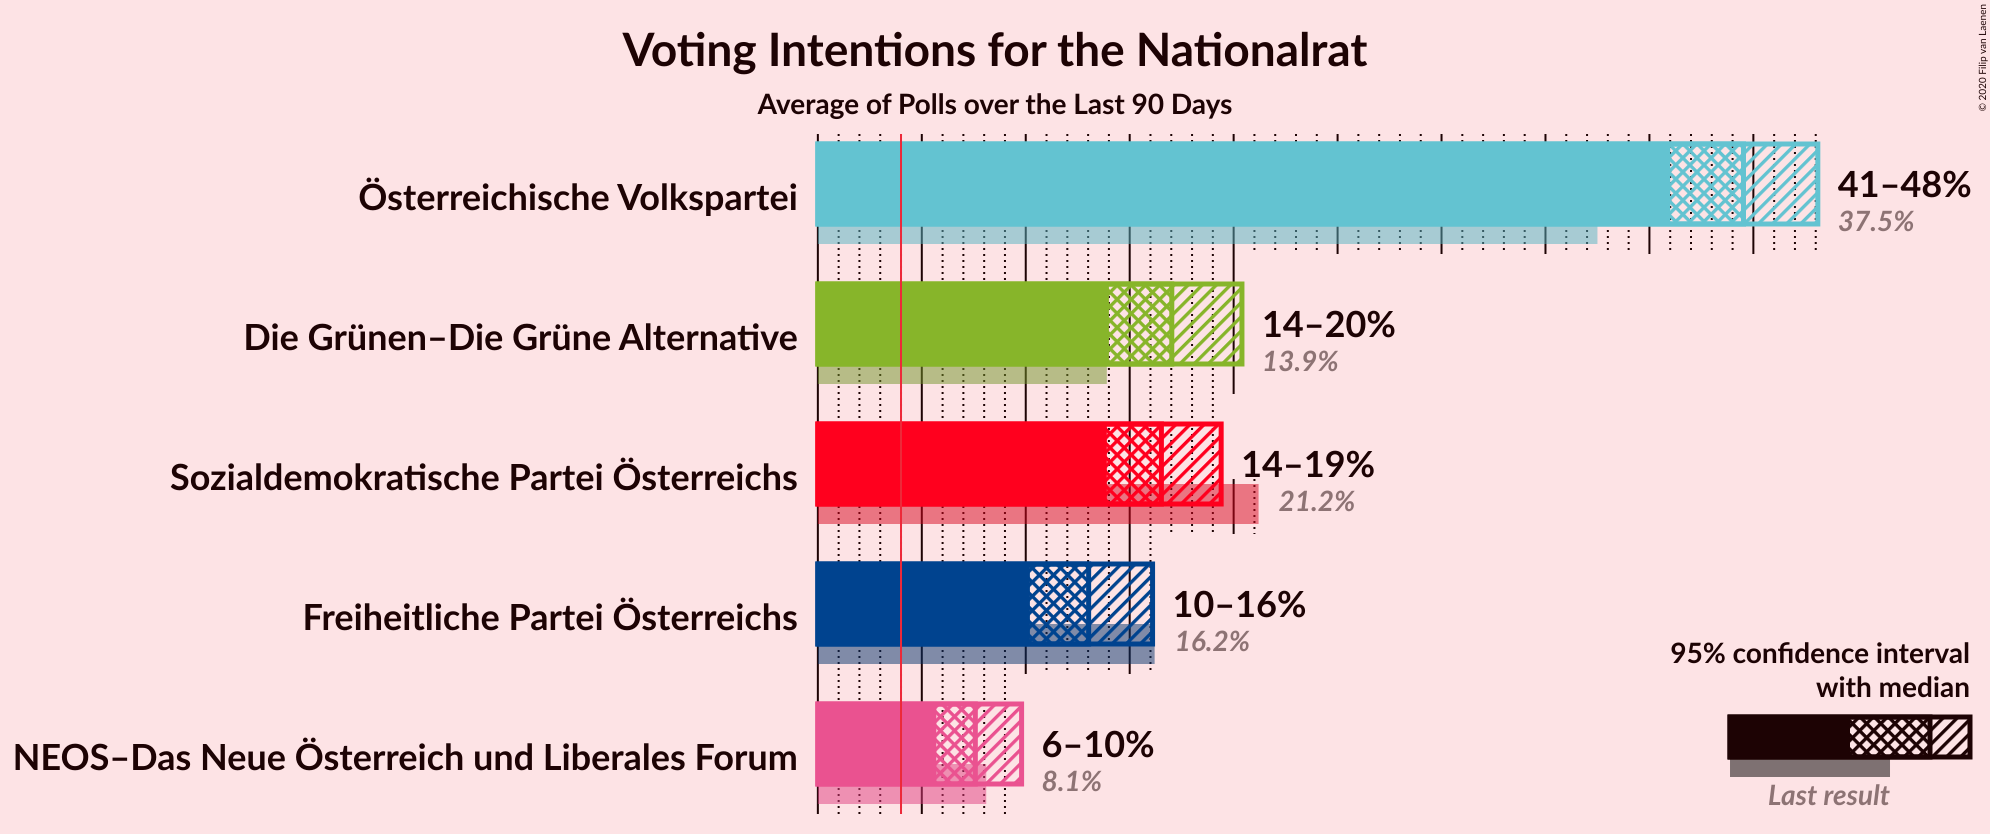 Voting Intentions for the Nationalrat
Average of Polls over the Last 90 Days
© 2020 Filip van Laenen
Österreichische Volkspartei
41–48%
37.5%
Die Grünen–Die Grüne Alternative
14–20%
13.9%
Sozialdemokratische Partei Österreichs
14–19%
21.2%
Freiheitliche Partei Österreichs
10–16%
16.2%
NEOS–Das Neue Österreich und Liberales Forum
6–10%
8.1%
95% confidence interval
with median
Last result